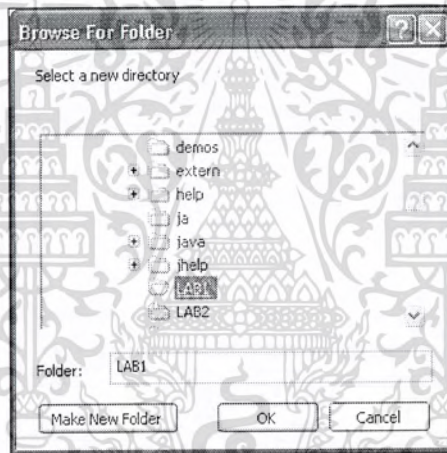 Browse For Folder
Select a new directory
demos
extern
help
ja
java
jhelp
LAB1
LAB2
Folder: LAB1
Make New Folder OK Cancel